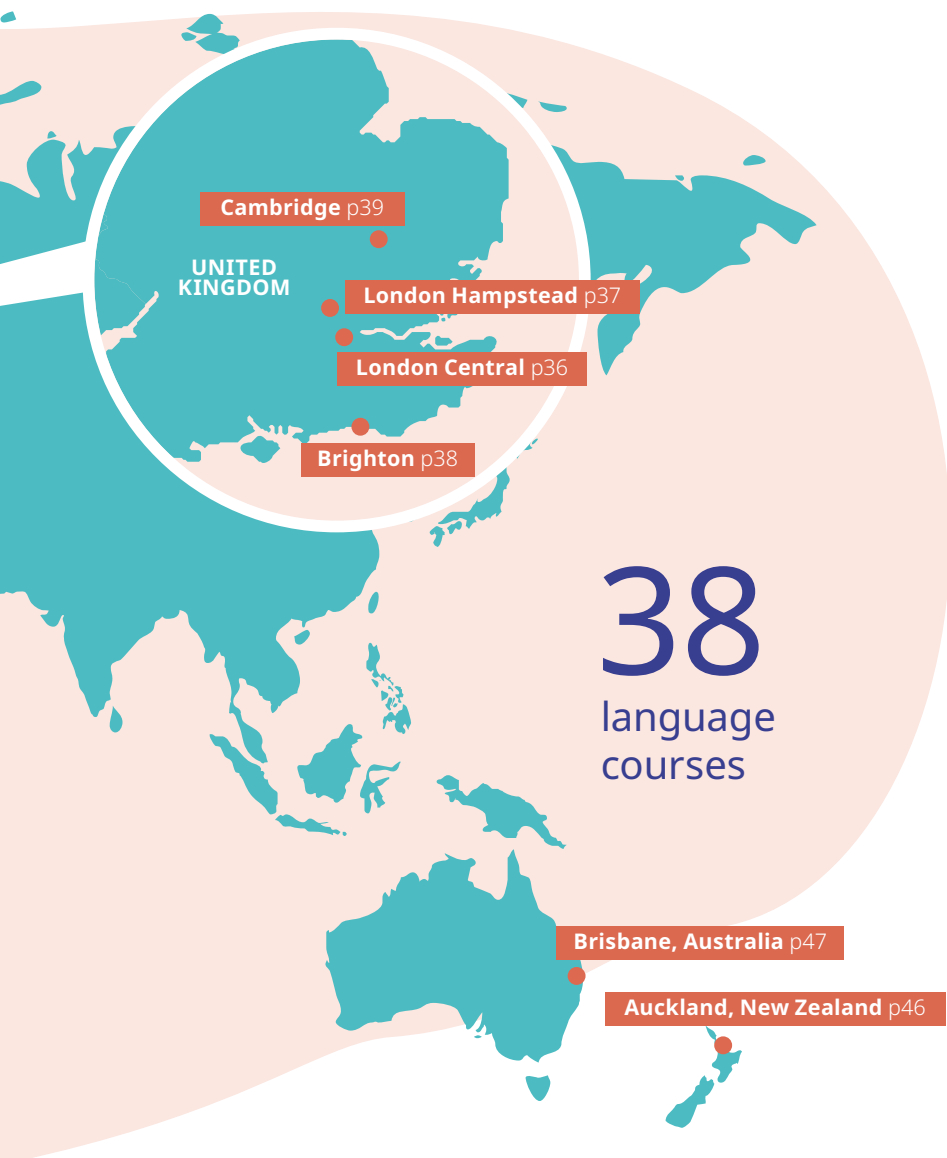 Cambridge p39
UNITED
KINGDOM
London Hampstead p37
London Central p36
Brighton p38
38
language
courses
Brisbane, Australia p47
Auckland, New Zealand p46